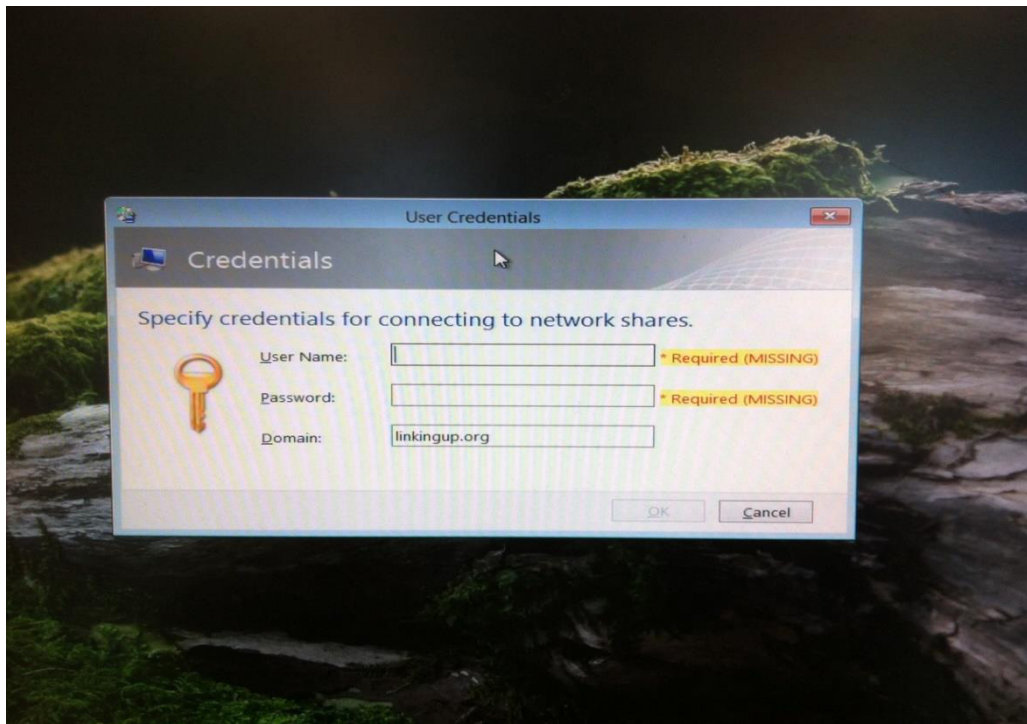 User Credentials
Credentials
Specify credentials for connecting to network shares.
User Name: * Required (MISSING)
Password: * Required (MISSING)
Domain: linkingup.org
OK Cancel